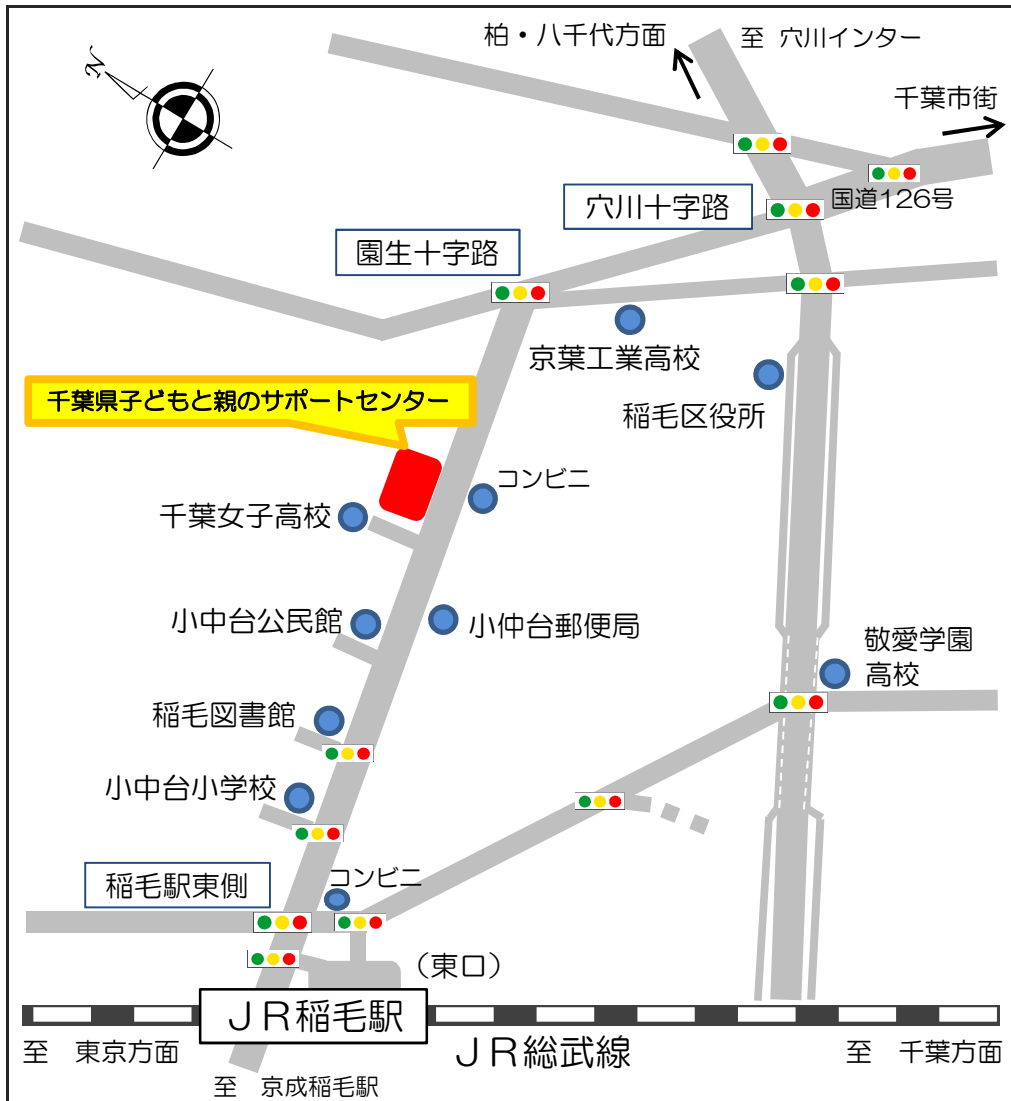 柏・八千代方面
至 穴川インター
N
千葉市街
穴川十字路
国道126号
園生十字路
京葉工業高校
千葉県子どもと親のサポートセンター
稲毛区役所
コンビニ
千葉女子高校
小中台公民館
小仲台郵便局
敬愛学園
高校
稲毛図書館
小中台小学校
稲毛駅東側
コンビニ
（東口）
ＪＲ稲毛駅
至 東京方面
ＪＲ総武線
至 千葉方面
至 京成稲毛駅